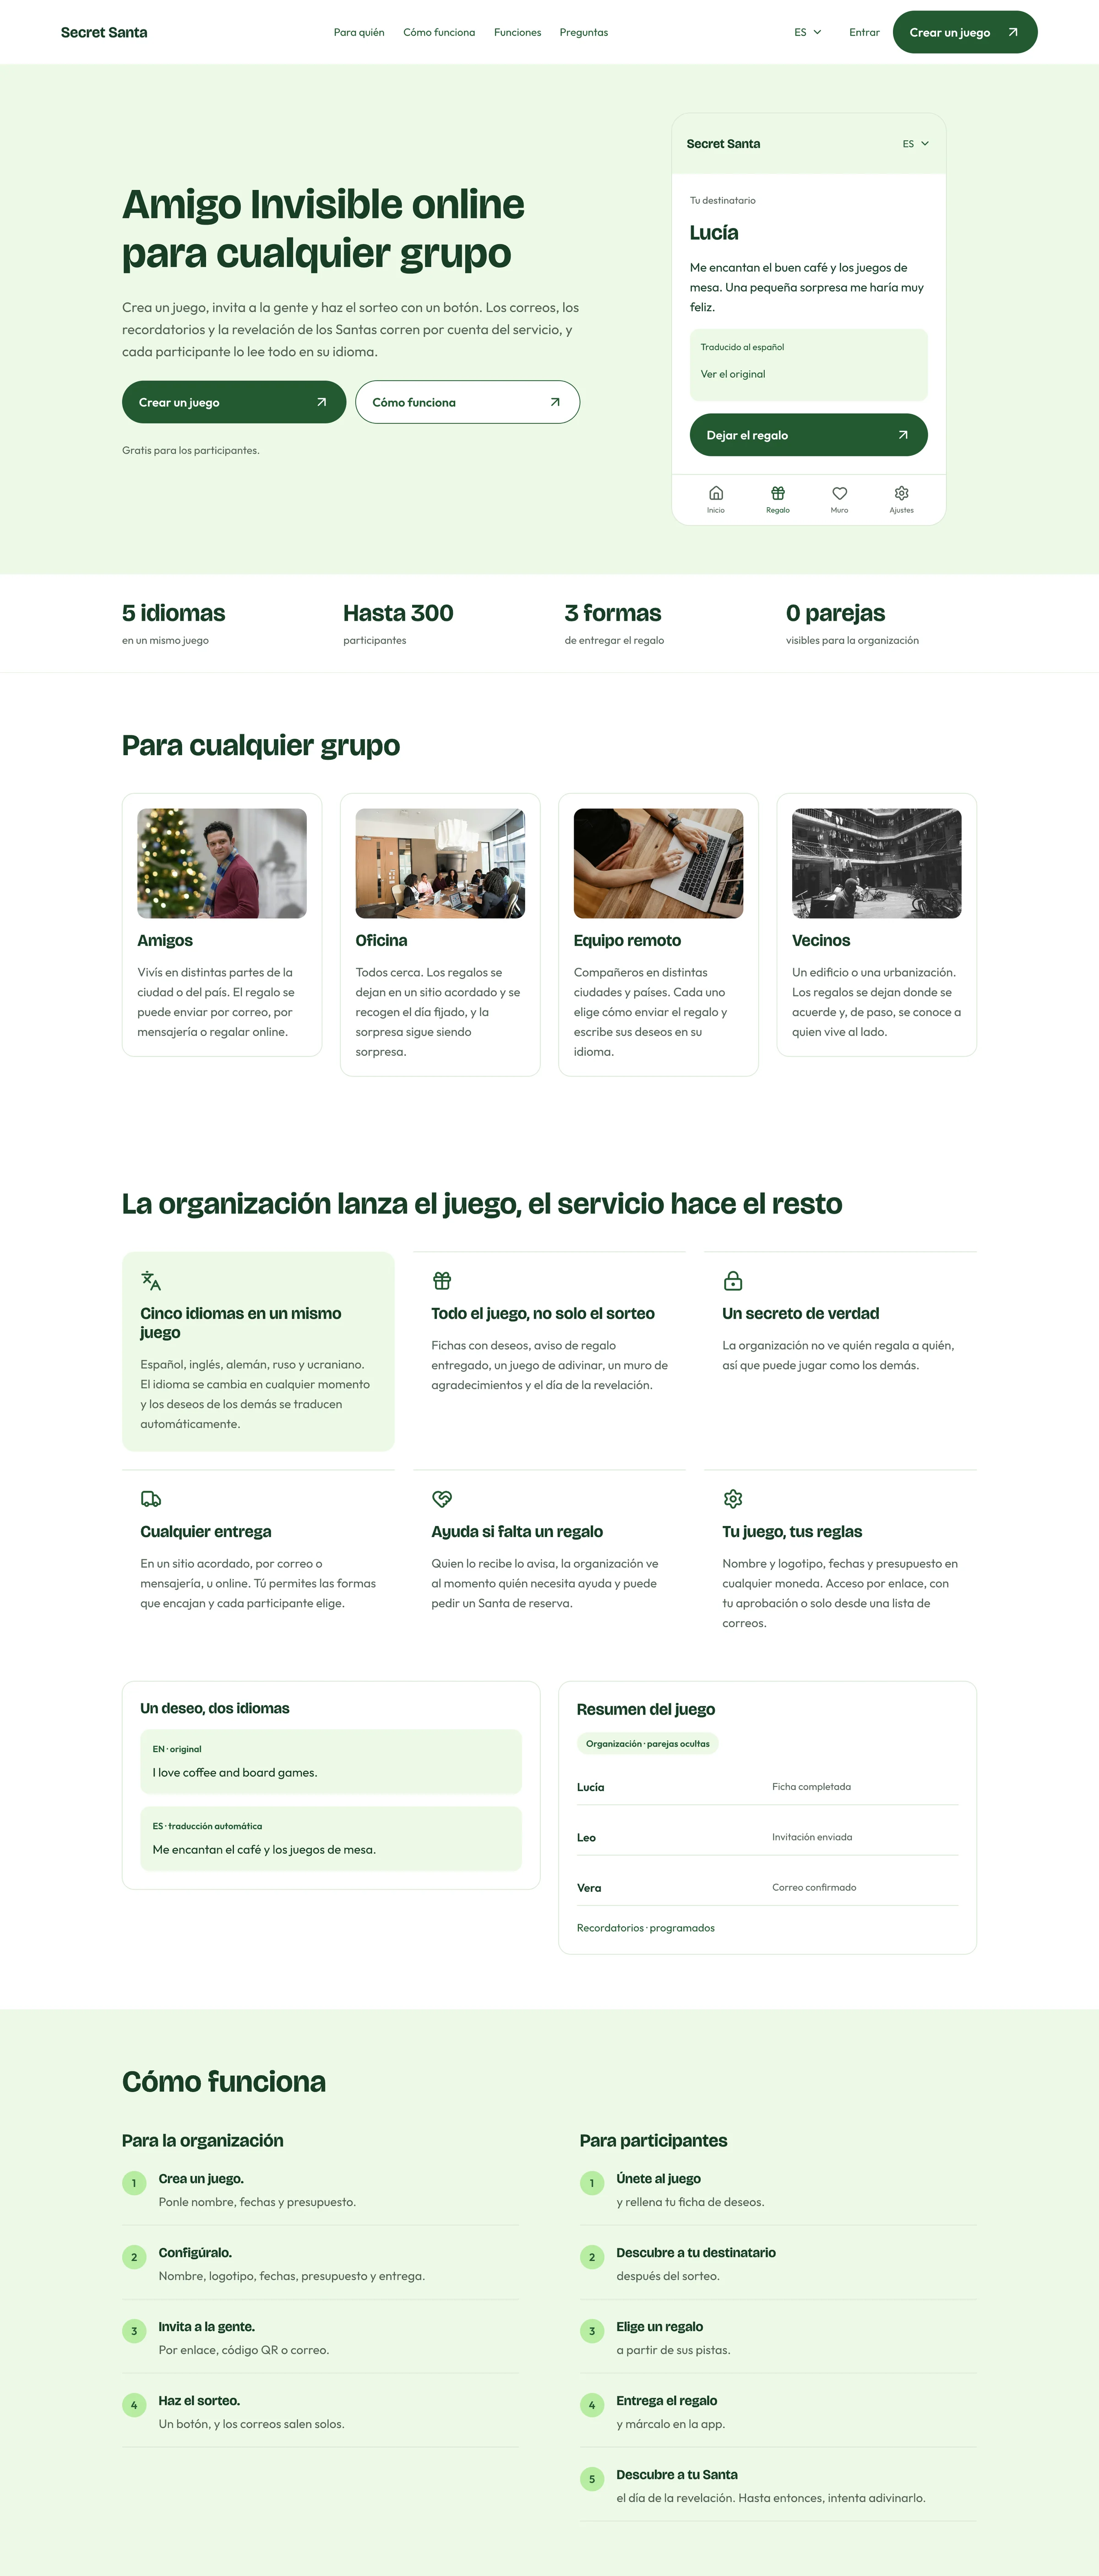 Secret Santa
Para quién
Cómo funciona
Funciones
Preguntas
ES
Entrar
Crear un juego
Amigo Invisible online
para cualquier grupo
Crea un juego, invita a la gente y haz el sorteo con un botón. Los correos, los
recordatorios y la revelación de los Santas corren por cuenta del servicio, y
cada participante lo lee todo en su idioma.
Crear un juego
Cómo funciona
Gratis para los participantes.
Secret Santa
ES
Tu destinatario
Lucía
Me encantan el buen café y los juegos de
mesa. Una pequeña sorpresa me haría muy
feliz.
Traducido al español
Ver el original
Dejar el regalo
Inicio
Regalo
Muro
Ajustes
5 idiomas
en un mismo juego
Hasta 300
participantes
3 formas
de entregar el regalo
0 parejas
visibles para la organización
Para cualquier grupo
Amigos
Vivís en distintas partes de la
ciudad o del país. El regalo se
puede enviar por correo, por
mensajería o regalar online.
Oficina
Todos cerca. Los regalos se
dejan en un sitio acordado y se
recogen el día fijado, y la
sorpresa sigue siendo
sorpresa.
Equipo remoto
Compañeros en distintas
ciudades y países. Cada uno
elige cómo enviar el regalo y
escribe sus deseos en su
idioma.
Vecinos
Un edificio o una urbanización.
Los regalos se dejan donde se
acuerde y, de paso, se conoce a
quien vive al lado.
La organización lanza el juego, el servicio hace el resto
Cinco idiomas en un mismo
juego
Español, inglés, alemán, ruso y ucraniano.
El idioma se cambia en cualquier momento
y los deseos de los demás se traducen
automáticamente.
Todo el juego, no solo el sorteo
Fichas con deseos, aviso de regalo
entregado, un juego de adivinar, un muro de
agradecimientos y el día de la revelación.
Un secreto de verdad
La organización no ve quién regala a quién,
así que puede jugar como los demás.
Cualquier entrega
En un sitio acordado, por correo o
mensajería, u online. Tú permites las formas
que encajan y cada participante elige.
Ayuda si falta un regalo
Quien lo recibe lo avisa, la organización ve
al momento quién necesita ayuda y puede
pedir un Santa de reserva.
Tu juego, tus reglas
Nombre y logotipo, fechas y presupuesto en
cualquier moneda. Acceso por enlace, con
tu aprobación o solo desde una lista de
correos.
Un deseo, dos idiomas
EN · original
I love coffee and board games.
ES · traducción automática
Me encantan el café y los juegos de mesa.
Resumen del juego
Organización · parejas ocultas
Lucía
Ficha completada
Leo
Invitación enviada
Vera
Correo confirmado
Recordatorios · programados
Cómo funciona
Para la organización
1
Crea un juego.
Ponle nombre, fechas y presupuesto.
2
Configúralo.
Nombre, logotipo, fechas, presupuesto y entrega.
3
Invita a la gente.
Por enlace, código QR o correo.
4
Haz el sorteo.
Un botón, y los correos salen solos.
Para participantes
1
Únete al juego
y rellena tu ficha de deseos.
2
Descubre a tu destinatario
después del sorteo.
3
Elige un regalo
a partir de sus pistas.
4
Entrega el regalo
y márcalo en la app.
5
Descubre a tu Santa
el día de la revelación. Hasta entonces, intenta adivinarlo.